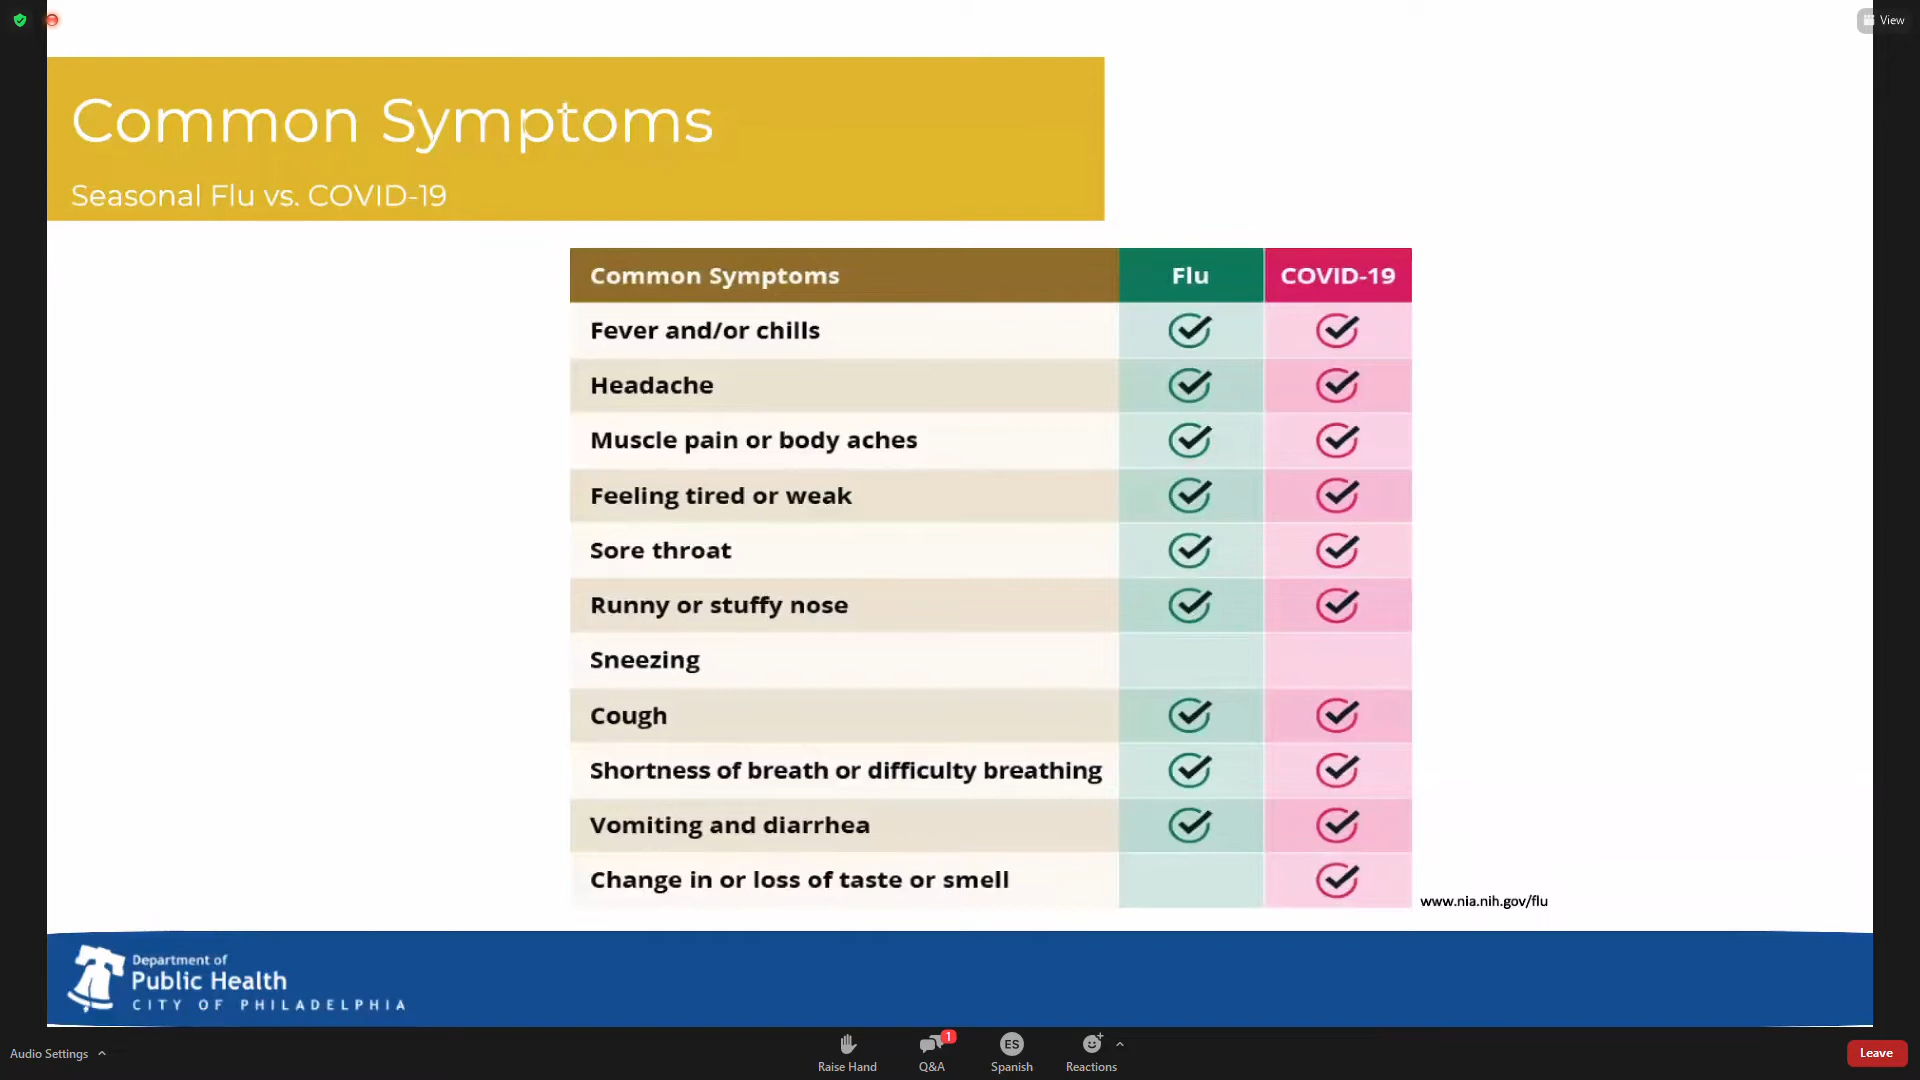 View
Common Symptoms
Seasonal Flu vs. COVID-19
Common Symptoms Flu COVID-19
Fever and/or chills
Headache
Muscle pain or body aches
Feeling tired or weak
Sore throat
Runny or stuffy nose
Sneezing
Cough
Shortness of breath or difficulty breathing
Vomiting and diarrhea
Change in or loss of taste or smell
www.nia.nih.gov/flu
Department of
Public Health
CITY OF PHILADELPHIA
Audio Settings
Raise Hand
1
Q&A
ES
Spanish
Reactions
Leave